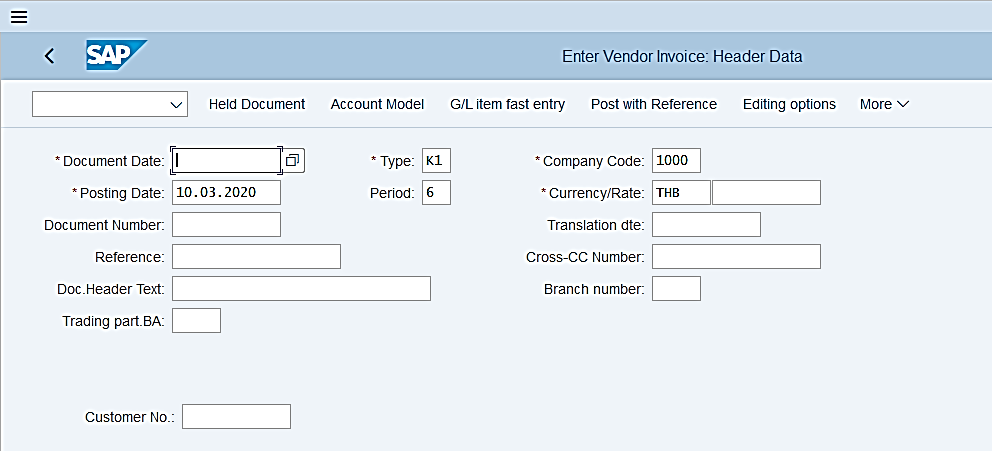 SAP Enter Vendor Invoice: Header Data
Held Document Account Model G/L item fast entry Post with Reference Editing options More
* Document Date: * Type: K1 * Company Code: 1000
* Posting Date: 10.03.2020 Period: 6 * Currency/Rate: THB
Document Number: Translation dte:
Reference: Cross-CC Number:
Doc.Header Text: Branch number:
Trading part.BA:
Customer No.: